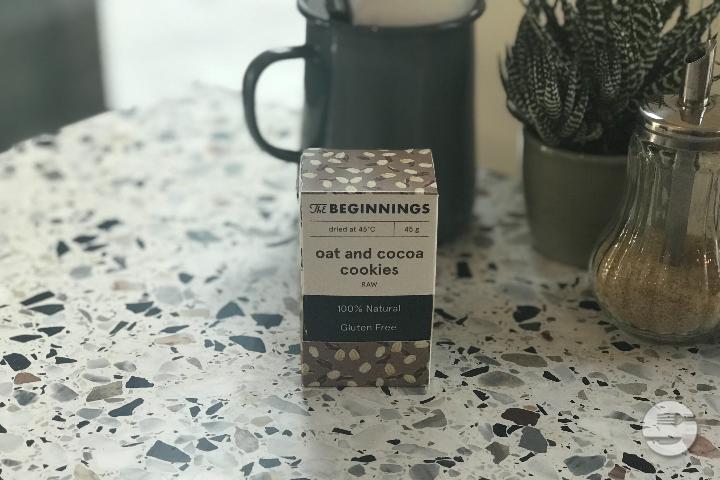 The BEGINNINGS
dried at 45°C 45 g
oat and cocoa
cookies
RAW
100% Natural
Gluten Free